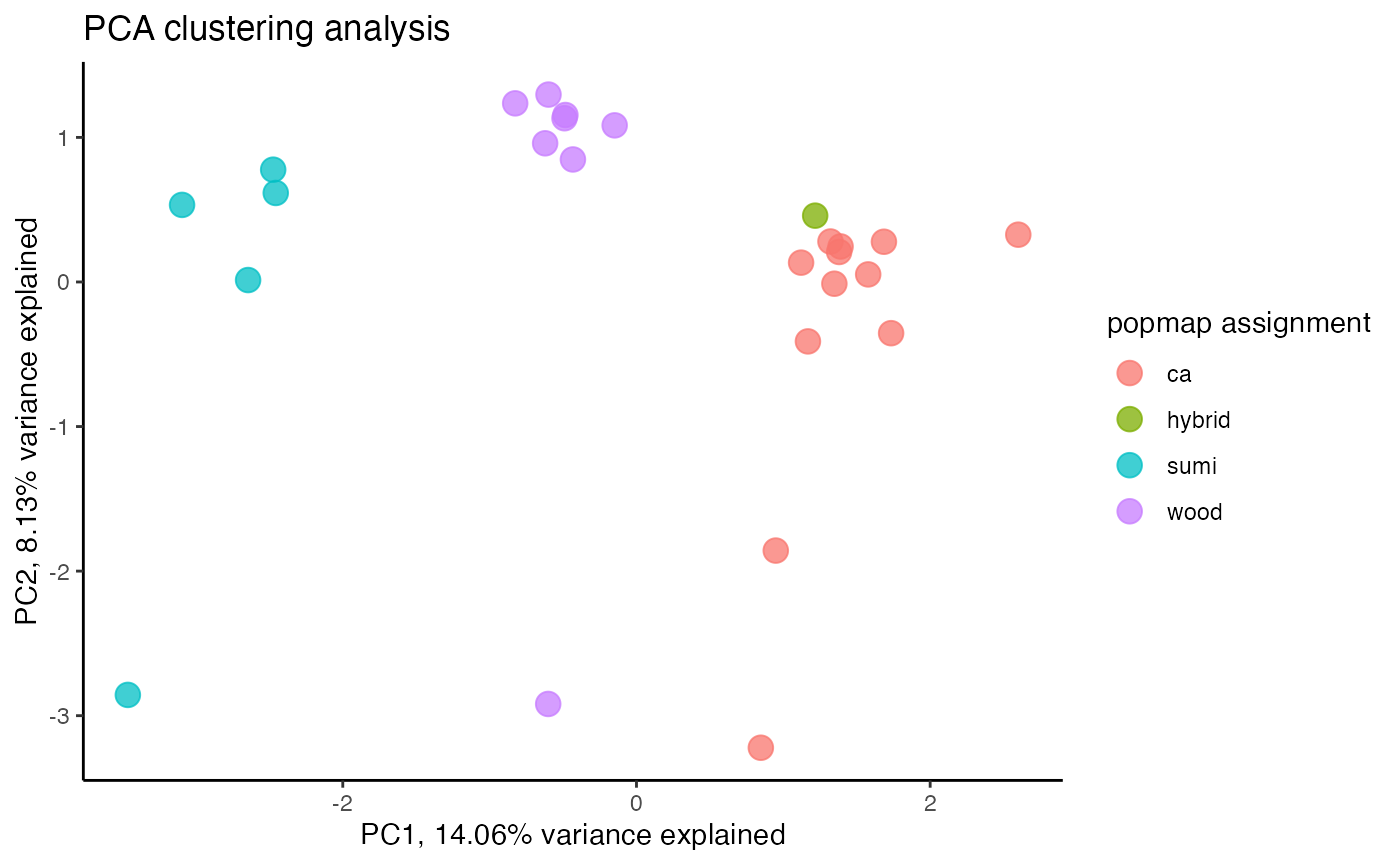 PCA clustering analysis
PC2, 8.13% variance explained
1
0
-1
-2
-3
-2
0
2
PC1, 14.06% variance explained
popmap assignment
ca
hybrid
sumi
wood